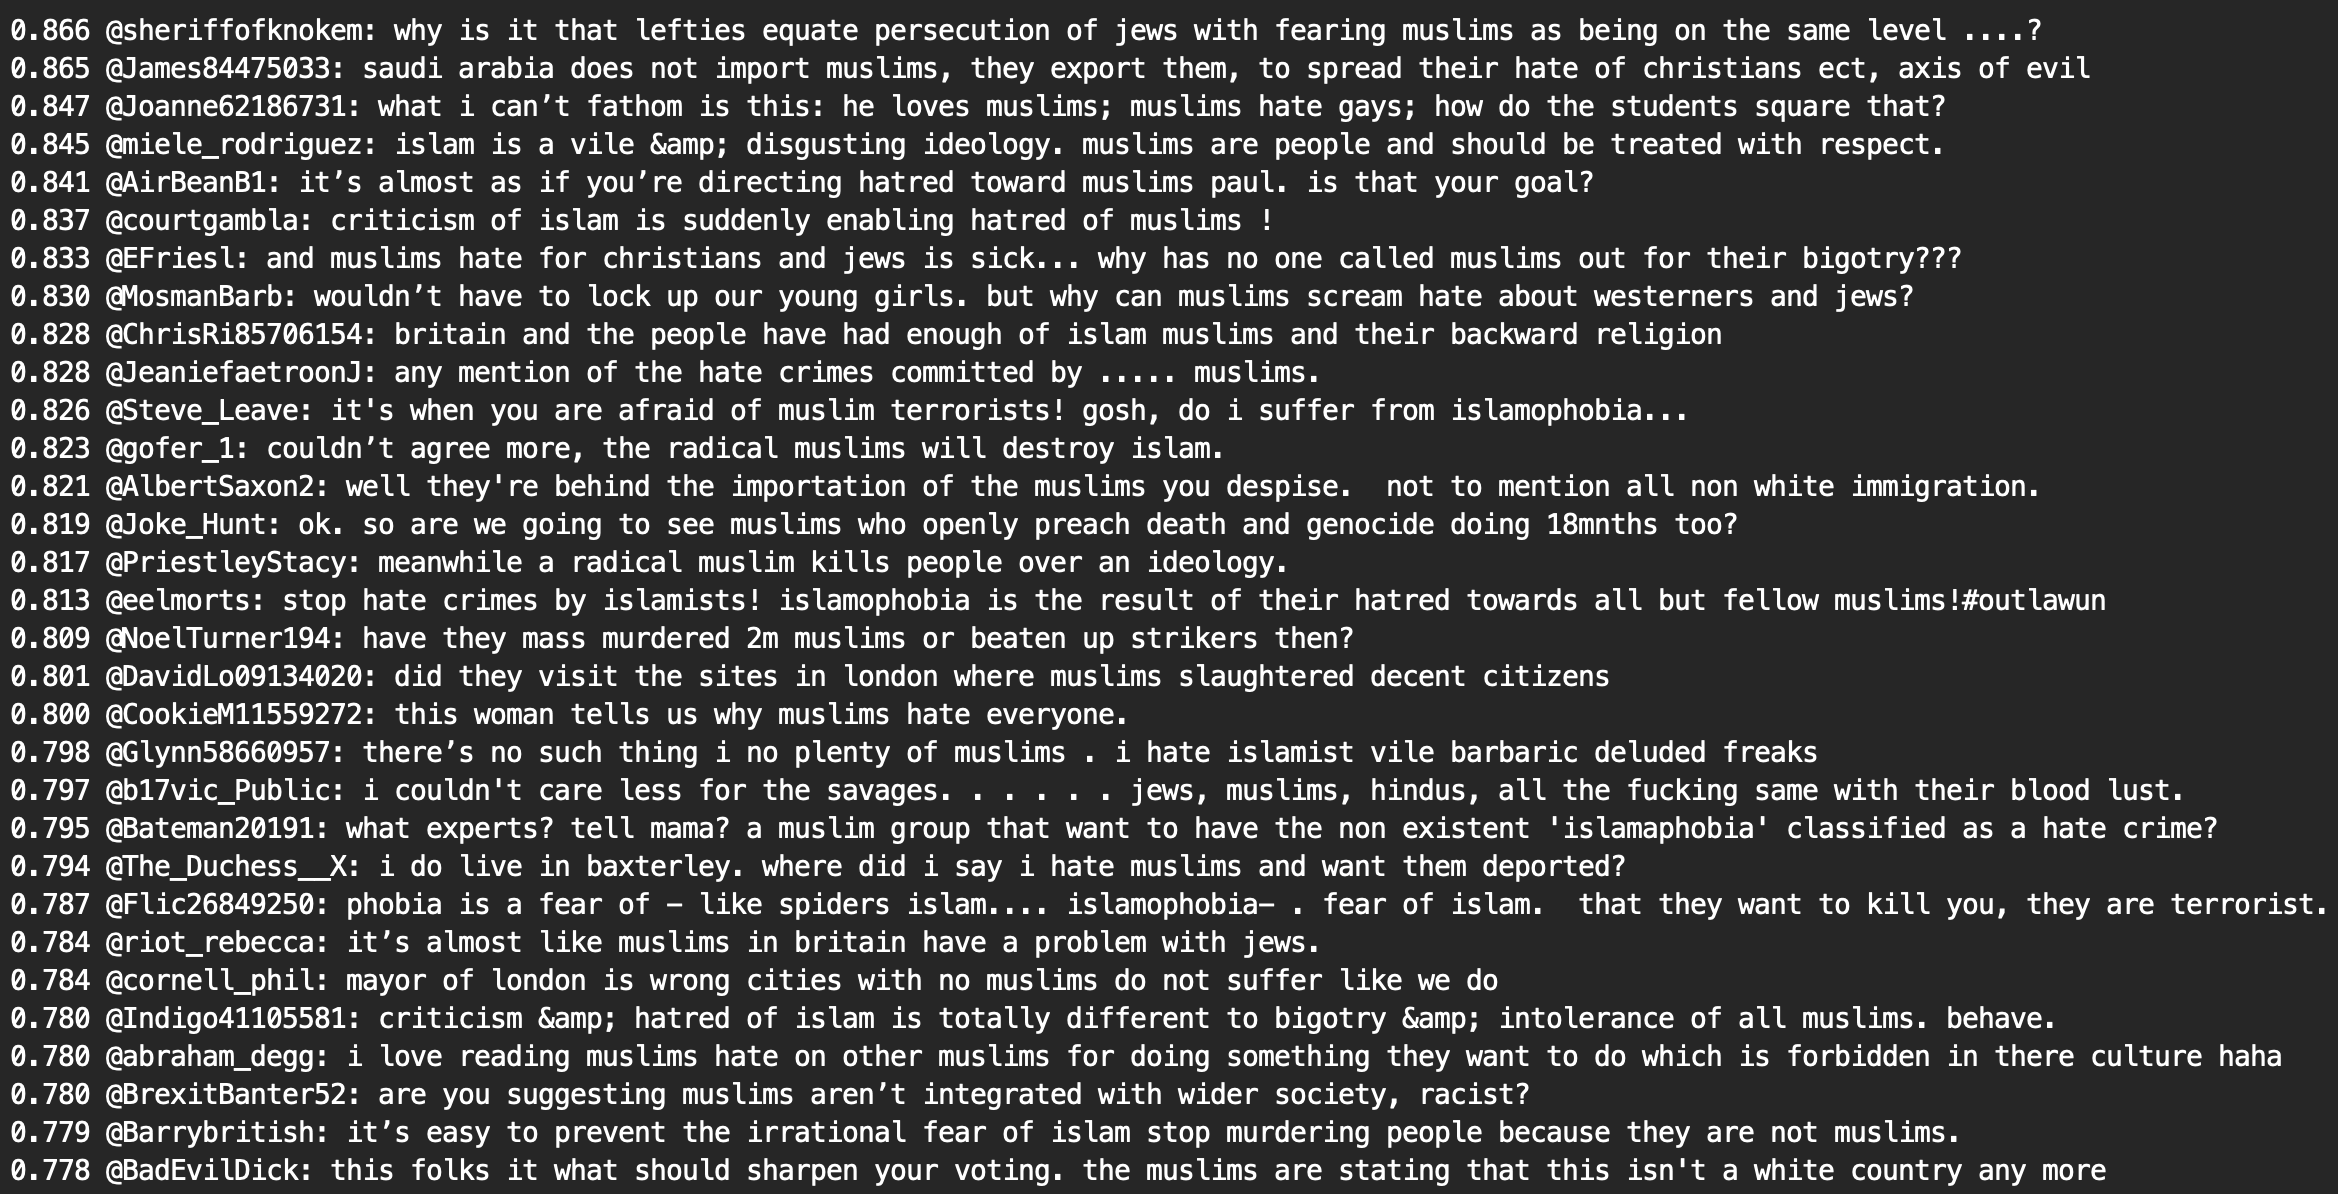 0.866 @sheriffofknokem: why is it that lefties equate persecution of jews with fearing muslims as being on the same level ....?
0.865 @James84475033: saudi arabia does not import muslims, they export them, to spread their hate of christians ect, axis of evil
0.847 @Joanne62186731: what i can’t fathom is this: he loves muslims; muslims hate gays; how do the students square that?
0.845 @miele_rodriguez: islam is a vile &amp; disgusting ideology. muslims are people and should be treated with respect.
0.841 @AirBeanB1: it’s almost as if you’re directing hatred toward muslims paul. is that your goal?
0.837 @courtgambla: criticism of islam is suddenly enabling hatred of muslims !
0.833 @EFriesl: and muslims hate for christians and jews is sick... why has no one called muslims out for their bigotry???
0.830 @MosmanBarb: wouldn’t have to lock up our young girls. but why can muslims scream hate about westerners and jews?
0.828 @ChrisRi85706154: britain and the people have had enough of islam muslims and their backward religion
0.828 @JeaniefaetroonJ: any mention of the hate crimes committed by ..... muslims.
0.826 @Steve_Leave: it's when you are afraid of muslim terrorists! gosh, do i suffer from islamophobia...
0.823 @gofer_1: couldn’t agree more, the radical muslims will destroy islam.
0.821 @AlbertSaxon2: well they're behind the importation of the muslims you despise.  not to mention all non white immigration.
0.819 @Joke_Hunt: ok. so are we going to see muslims who openly preach death and genocide doing 18mnths too?
0.817 @PriestleyStacy: meanwhile a radical muslim kills people over an ideology.
0.813 @eelmorts: stop hate crimes by islamists! islamophobia is the result of their hatred towards all but fellow muslims!#outlawun
0.809 @NoelTurner194: have they mass murdered 2m muslims or beaten up strikers then?
0.801 @DavidLo09134020: did they visit the sites in london where muslims slaughtered decent citizens
0.800 @CookieM11559272: this woman tells us why muslims hate everyone.
0.798 @Glynn58660957: there’s no such thing i no plenty of muslims . i hate islamist vile barbaric deluded freaks
0.797 @b17vic_Public: i couldn't care less for the savages. . . . . . jews, muslims, hindus, all the fucking same with their blood lust.
0.795 @Bateman20191: what experts? tell mama? a muslim group that want to have the non existent 'islamaphobia' classified as a hate crime?
0.794 @The_Duchess__X: i do live in baxterley. where did i say i hate muslims and want them deported?
0.787 @Flic26849250: phobia is a fear of – like spiders islam.... islamophobia– . fear of islam.  that they want to kill you, they are terrorist.
0.784 @riot_rebecca: it’s almost like muslims in britain have a problem with jews.
0.784 @cornell_phil: mayor of london is wrong cities with no muslims do not suffer like we do
0.780 @Indigo41105581: criticism &amp; hatred of islam is totally different to bigotry &amp; intolerance of all muslims. behave.
0.780 @abraham_degg: i love reading muslims hate on other muslims for doing something they want to do which is forbidden in there culture haha
0.780 @BrexitBanter52: are you suggesting muslims aren’t integrated with wider society, racist?
0.779 @Barrybritish: it’s easy to prevent the irrational fear of islam stop murdering people because they are not muslims.
0.778 @BadEvilDick: this folks it what should sharpen your voting. the muslims are stating that this isn't a white country any more